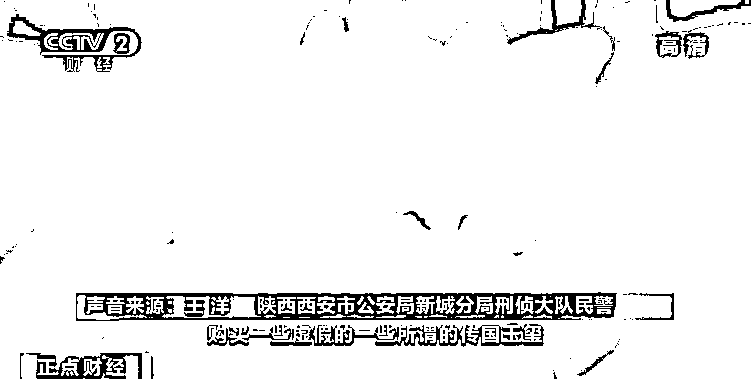 CCTV 2
财经
高清
声音来源:王洋 陕西西安市公安局新城分局刑侦大队民警
购买一些虚假的一些所谓的传国玉玺
正点财经